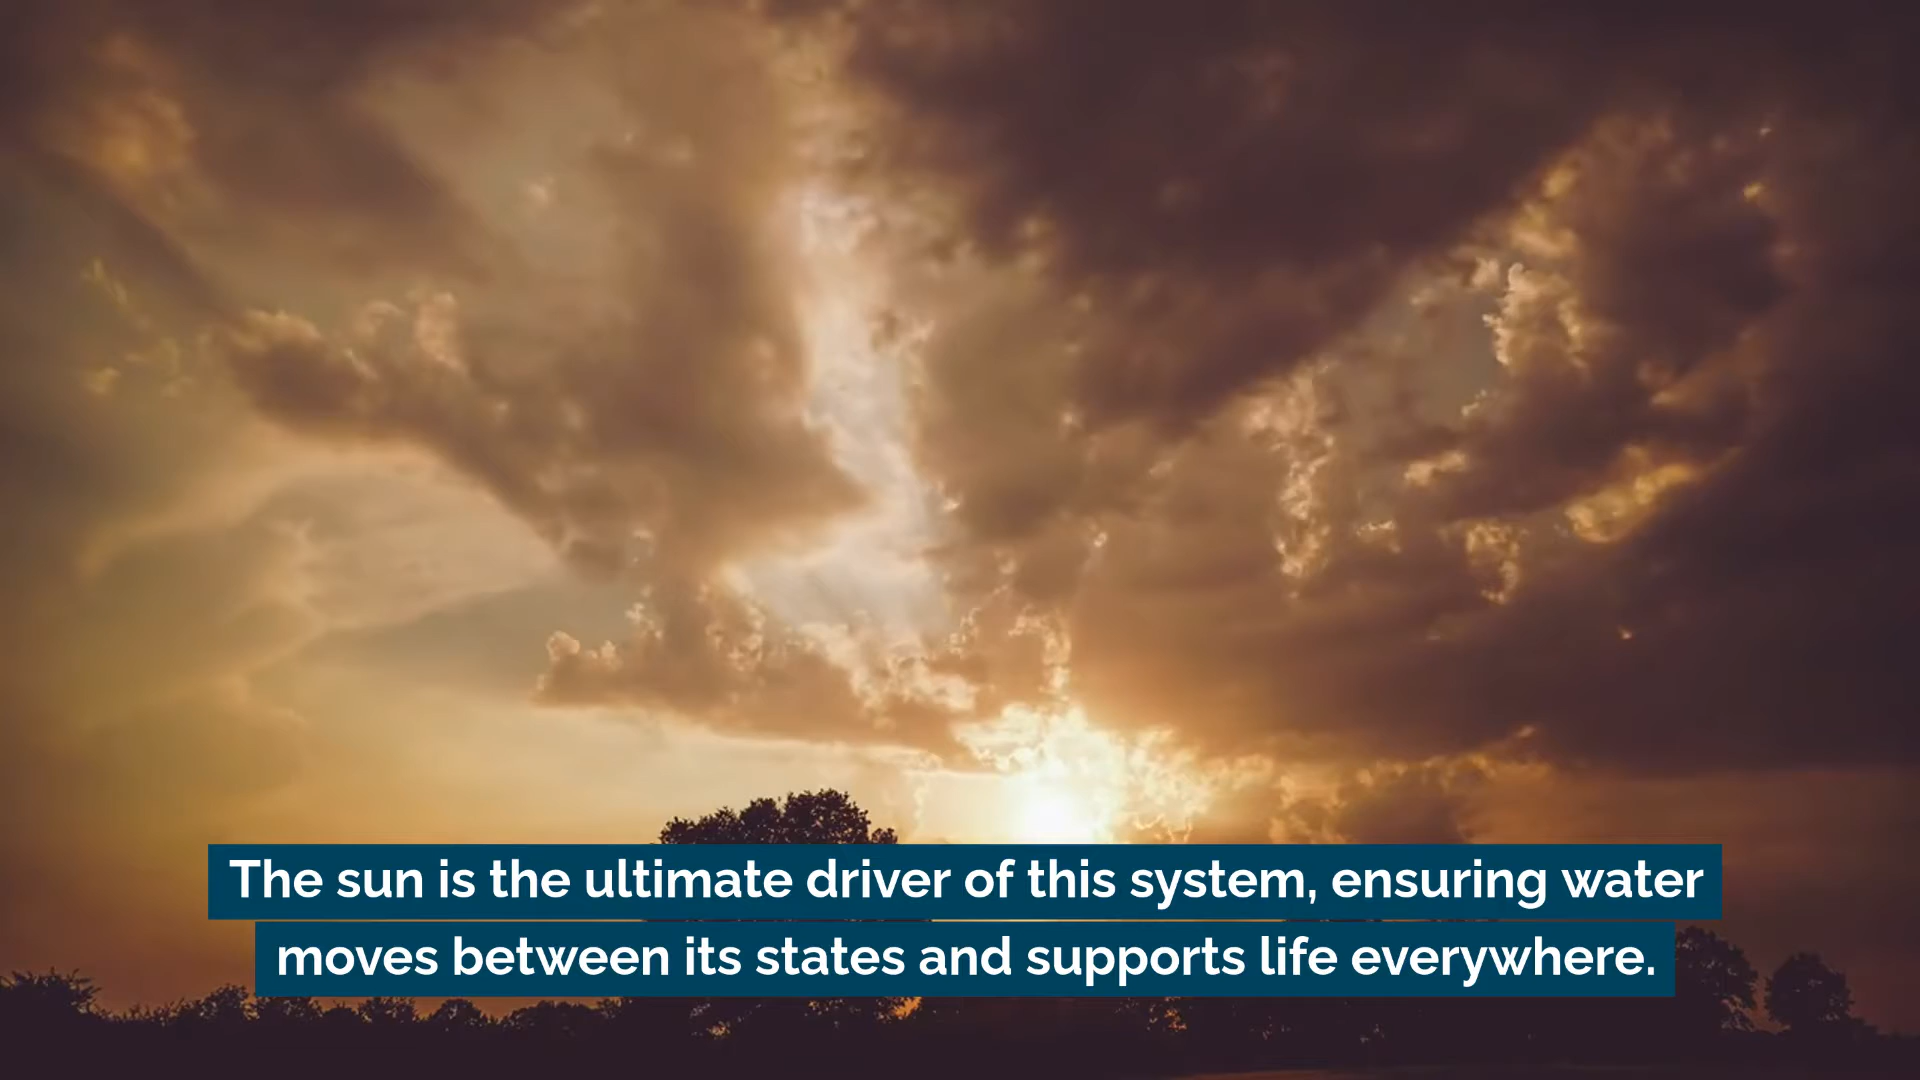 The sun is the ultimate driver of this system, ensuring water
moves between its states and supports life everywhere.